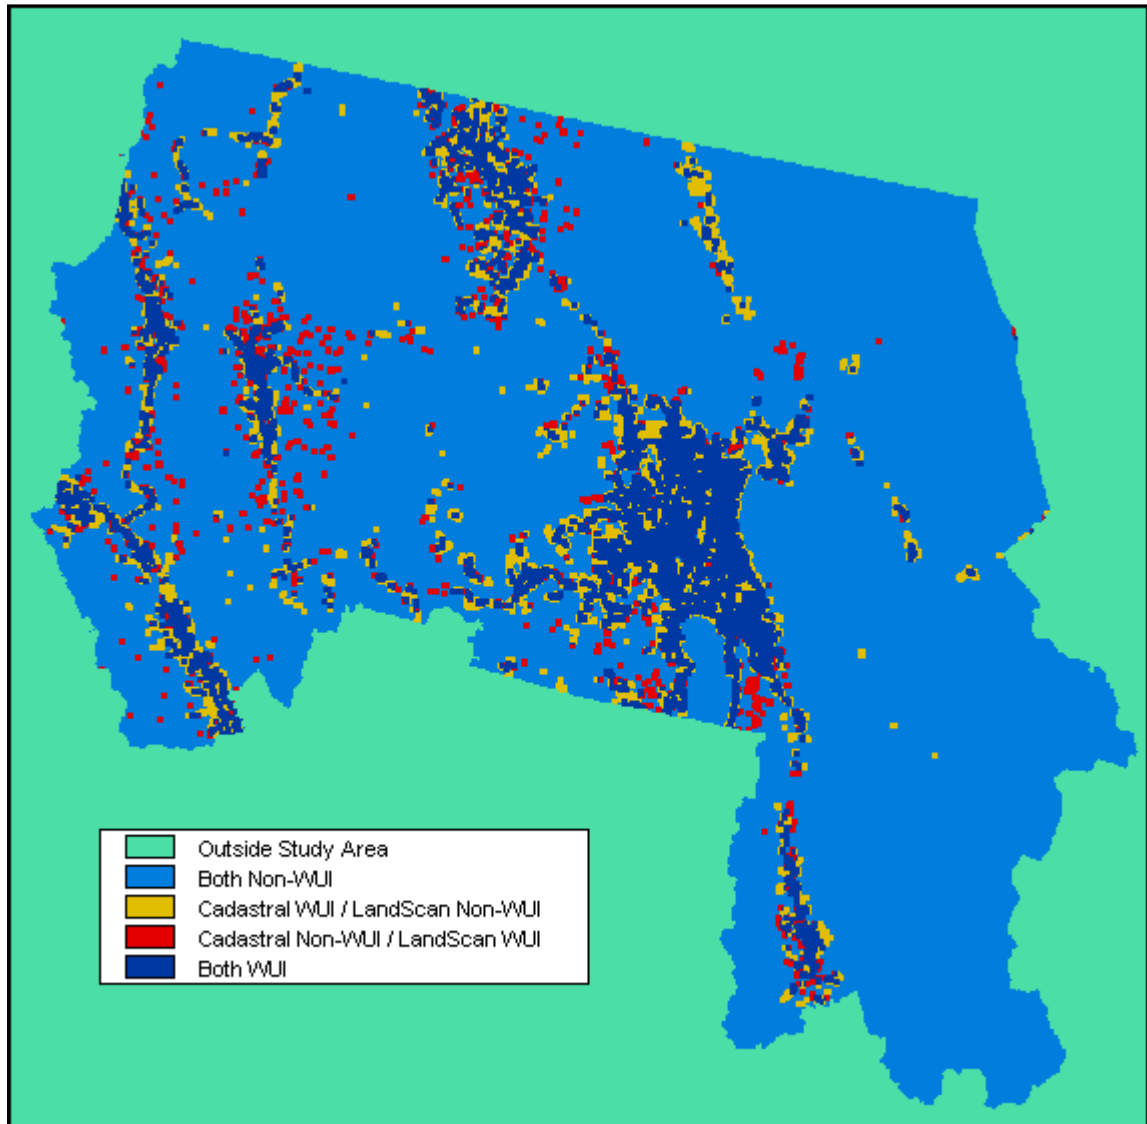 Outside Study Area
Both Non-WUI
Cadastral WUI / LandScan Non-WUI
Cadastral Non-WUI / LandScan WUI
Both WUI